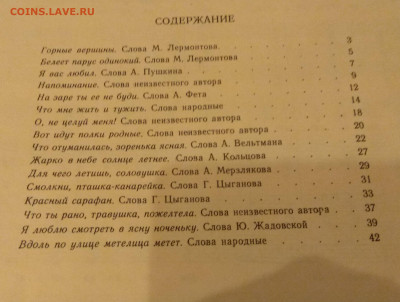 COINS.LAVE.RU
СОДЕРЖАНИЕ
Горные вершины. Слова М. Лермонтова 3
Белеет парус одинокий. Слова М. Лермонтова 5
Я вас любил. Слова А. Пушкина 7
Напоминание. Слова неизвестного автора 9
На заре ты ее не буди. Слова А. Фета 12
Что мне жить и тужить. Слова народные 14
О, не целуй меня! Слова неизвестного автора 18
Вот идут полки родные. Слова неизвестного автора 20
Что отуманилась, зоренька ясная. Слова А. Вельтмана 22
Жарко в небе солнце летнее. Слова А. Кольцова 27
Для чего летишь, соловушка. Слова А. Мерзлякова 29
Смолкни, пташка-канарейка. Слова Г. Цыганова 31
Красный сарафан. Слова Г. Цыганова 33
Что ты рано, травушка, пожелтела. Слова неизвестного автора 37
Я люблю смотреть в ясну ноченьку. Слова Ю. Жадовской 39
Вдоль по улице метелица метет. Слова народные 42